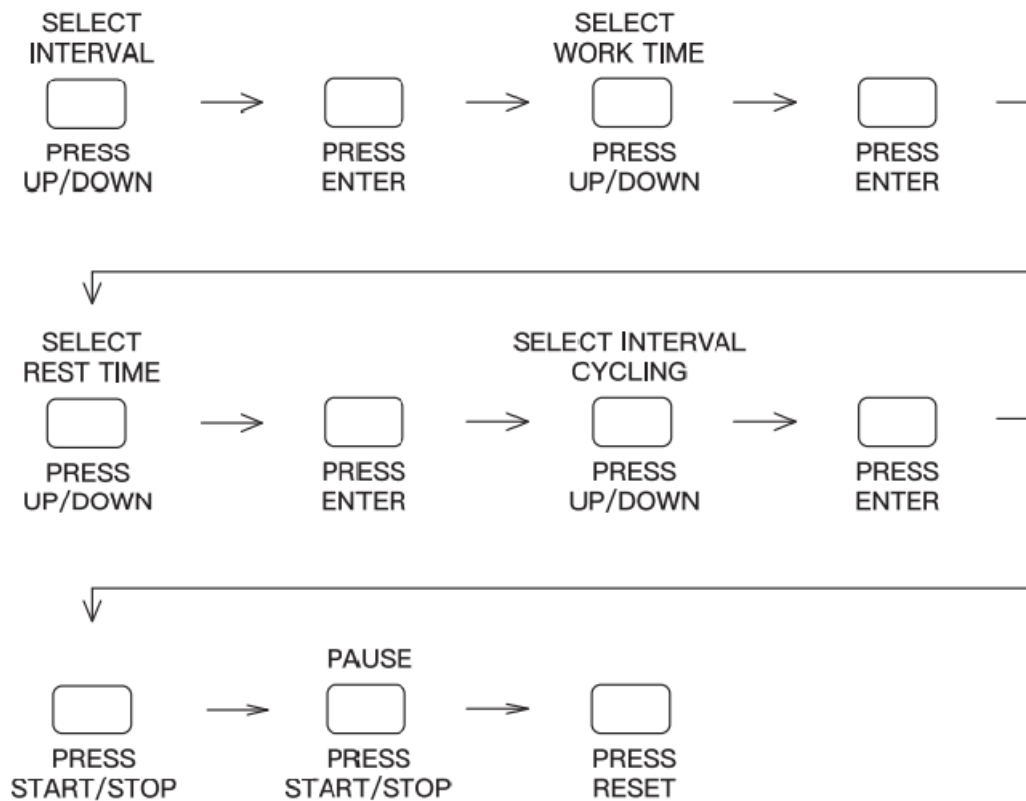 SELECT
INTERVAL
PRESS
UP/DOWN
PRESS
ENTER
SELECT
WORK TIME
PRESS
UP/DOWN
PRESS
ENTER
SELECT
REST TIME
PRESS
UP/DOWN
PRESS
ENTER
SELECT INTERVAL
CYCLING
PRESS
UP/DOWN
PRESS
ENTER
PRESS
START/STOP
PAUSE
PRESS
START/STOP
PRESS
RESET